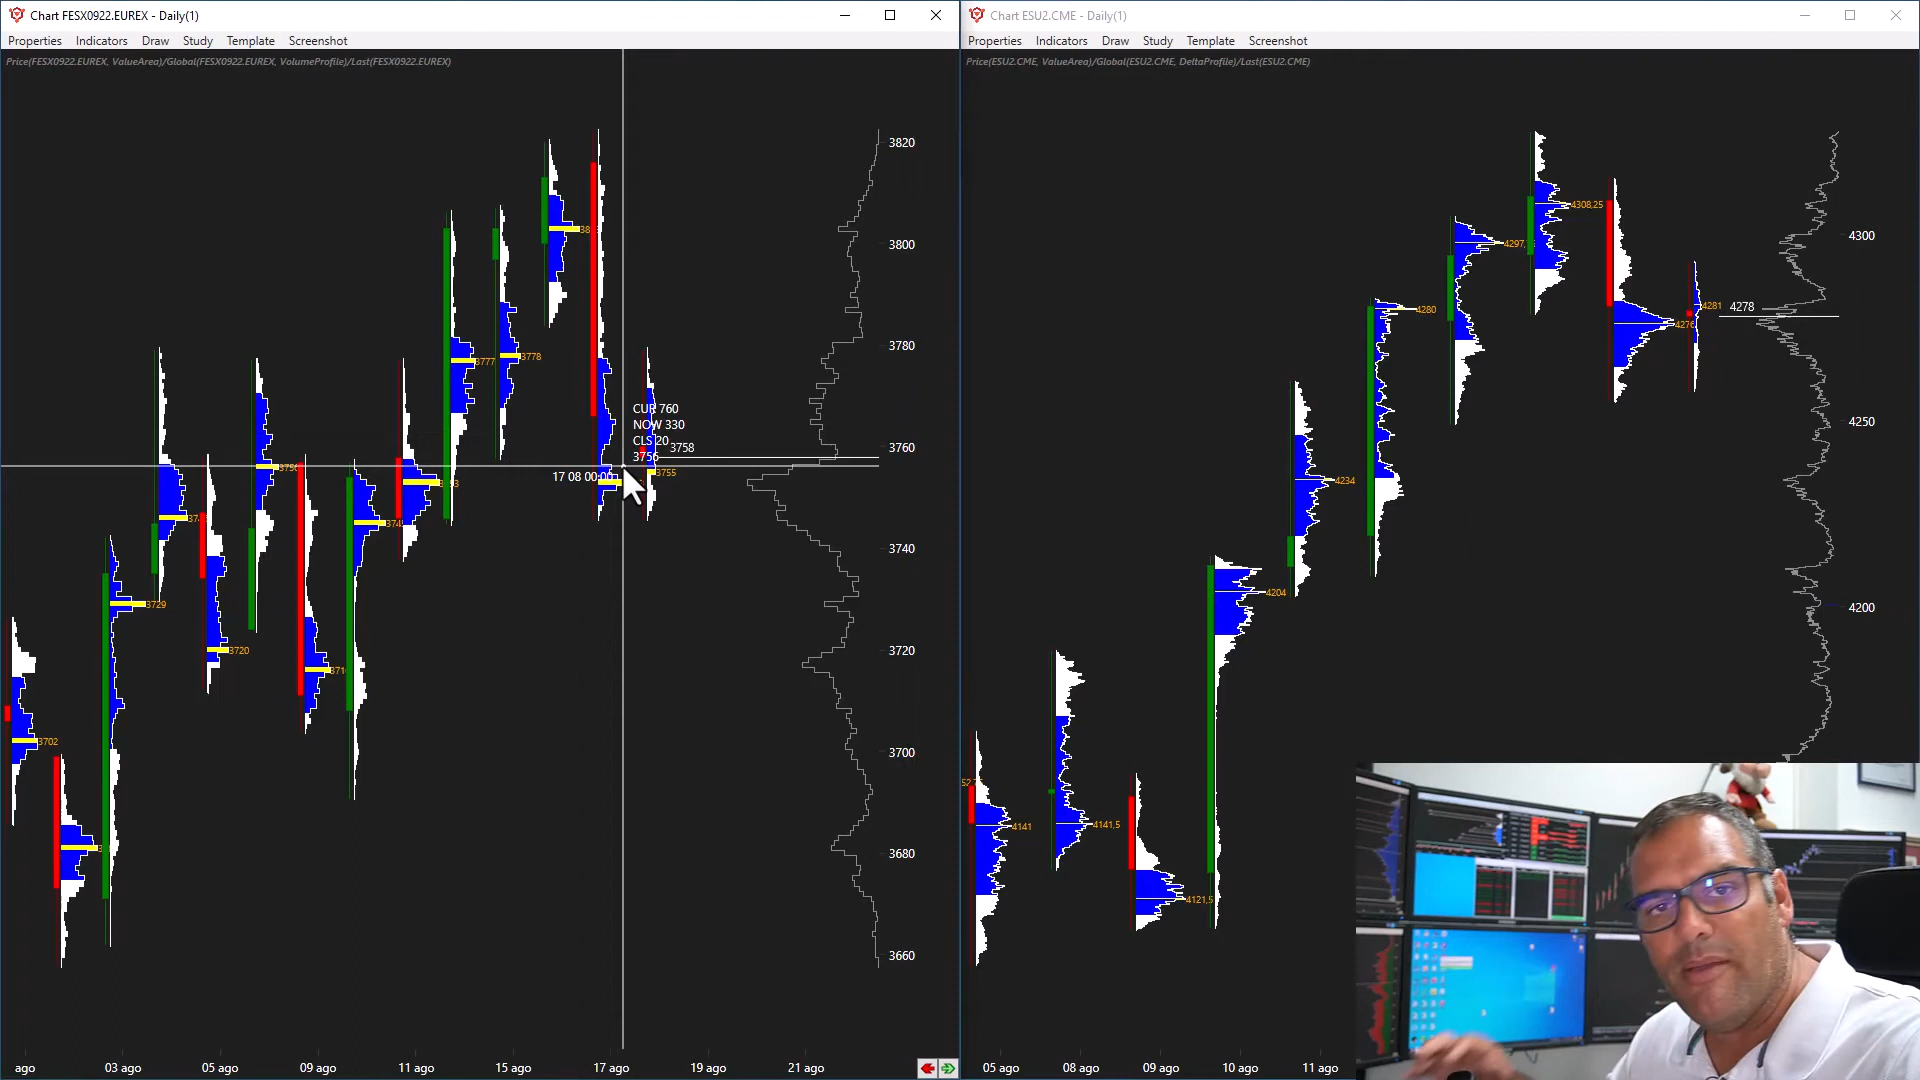 Chart FESX0922.EUREX - Daily(1)
Properties Indicators Draw Study Template Screenshot
Price(FESX0922.EUREX, ValueArea)/Global(FESX0922.EUREX, VolumeProfile)/Last(FESX0922.EUREX)
3820
3800
3780
3760
3740
3720
3700
3680
3660
3777
3778
CUR 760
NOW 330
CLS 20
3756
3758
3755
17 08 00:00
3729
3720
3702
ago
03 ago
05 ago
09 ago
11 ago
15 ago
17 ago
19 ago
21 ago
Chart ESU2.CME - Daily(1)
Properties Indicators Draw Study Template Screenshot
Price(ESU2.CME, ValueArea)/Global(ESU2.CME, DeltaProfile)/Last(ESU2.CME)
4308,25
4300
4281
4278
4280
4276
4250
4234
4204
4200
4141
4141,5
4121,5
05 ago
08 ago
09 ago
10 ago
11 ago